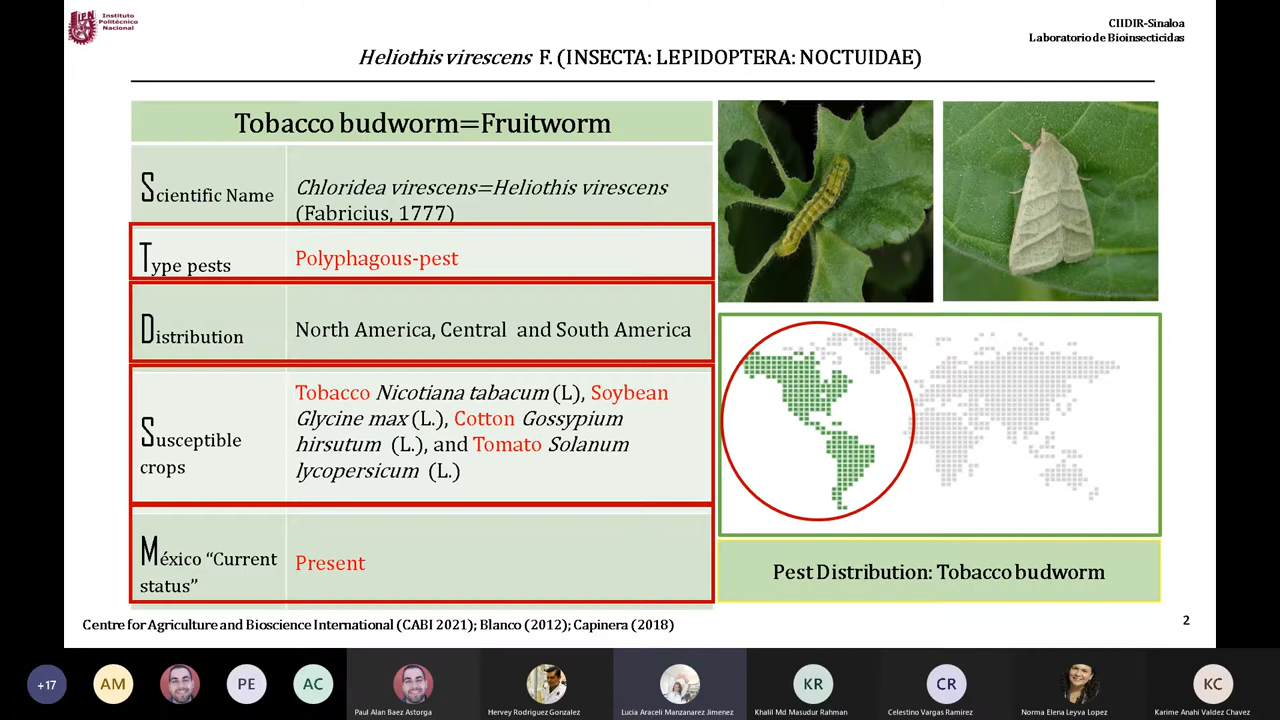 Instituto
Politécnico
Nacional
CIIDIR-Sinaloa
Laboratorio de Bioinsecticidas
Heliothis virescens F. (INSECTA: LEPIDOPTERA: NOCTUIDAE)
Tobacco budworm=Fruitworm
Scientific Name
Chloridea virescens=Heliothis virescens
(Fabricius, 1777)
Type pests
Polyphagous-pest
Distribution
North America, Central and South America
Susceptible
crops
Tobacco Nicotiana tabacum (L), Soybean
Glycine max (L.), Cotton Gossypium
hirsutum (L.), and Tomato Solanum
lycopersicum (L.)
México “Current
status”
Present
Pest Distribution: Tobacco budworm
Centre for Agriculture and Bioscience International (CABI 2021); Blanco (2012); Capinera (2018)
2
+17
AM
PE
AC
KR
CR
KC
Paul Alan Baez Astorga
Hervey Rodriguez Gonzalez
Lucia Araceli Manzanarez Jimenez
Khalil Md Masudur Rahman
Celestino Vargas Ramirez
Norma Elena Leyva Lopez
Karime Anahi Valdez Chavez